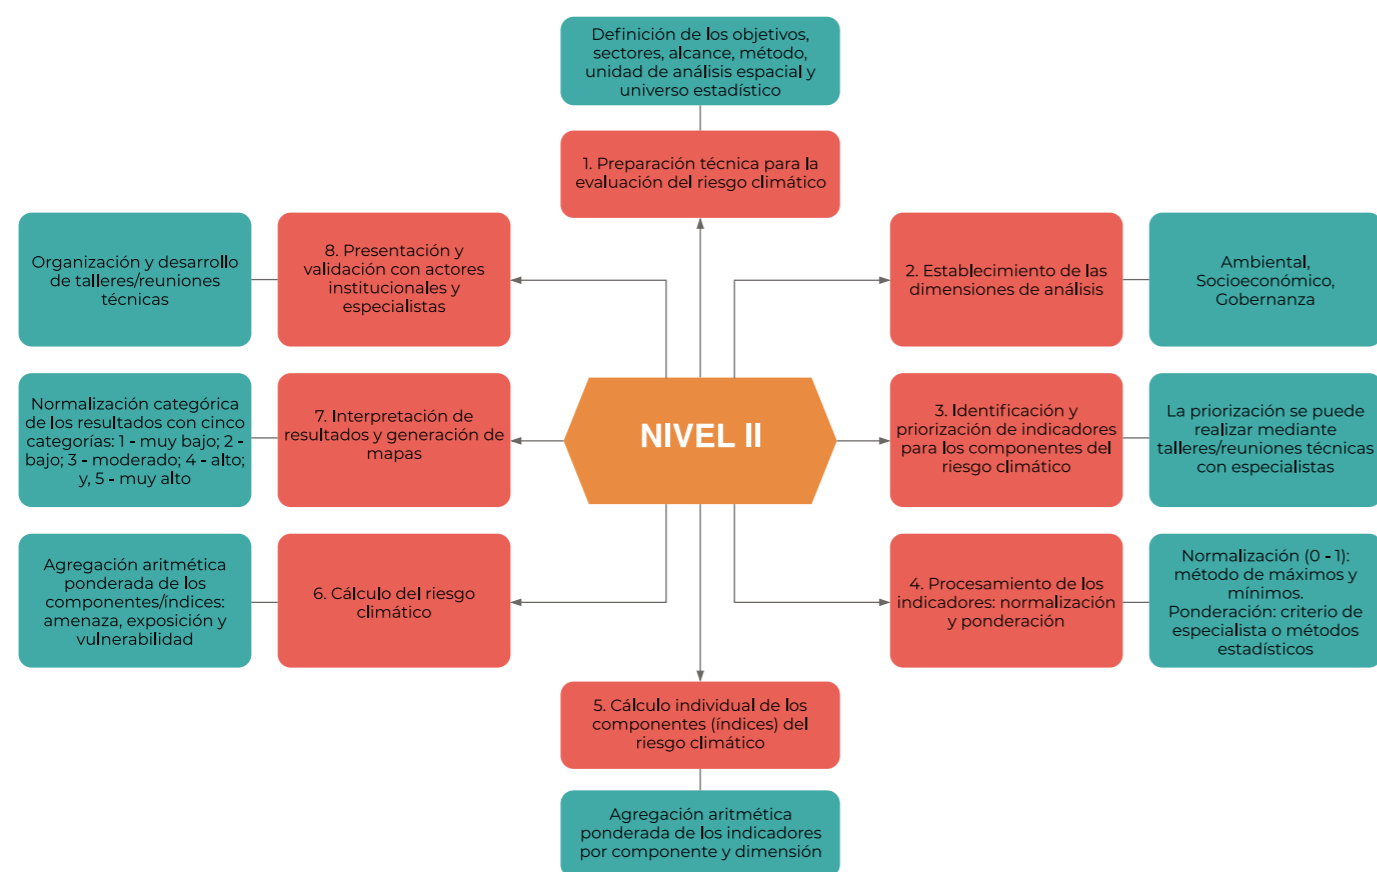 Definición de los objetivos,
sectores, alcance, método,
unidad de análisis espacial y
universo estadístico
1. Preparación técnica para la
evaluación del riesgo climático
Organización y desarrollo
de talleres/reuniones
técnicas
8. Presentación y
validación con actores
institucionales y
especialistas
2. Establecimiento de las
dimensiones de análisis
Ambiental,
Socioeconómico,
Gobernanza
Normalización categórica
de los resultados con cinco
categorías: 1 - muy bajo; 2 -
bajo; 3 - moderado; 4 - alto;
y, 5 - muy alto
7. Interpretación de
resultados y generación de
mapas
NIVEL II
3. Identificación y
priorización de indicadores
para los componentes del
riesgo climático
La priorización se puede
realizar mediante
talleres/reuniones técnicas
con especialistas
Agregación aritmética
ponderada de los
componentes/índices:
amenaza, exposición y
vulnerabilidad
6. Cálculo del riesgo
climático
4. Procesamiento de los
indicadores: normalización
y ponderación
Normalización (0 - 1):
método de máximos y
mínimos.
Ponderación: criterio de
especialista o métodos
estadísticos
5. Cálculo individual de los
componentes (índices) del
riesgo climático
Agregación aritmética
ponderada de los indicadores
por componente y dimensión